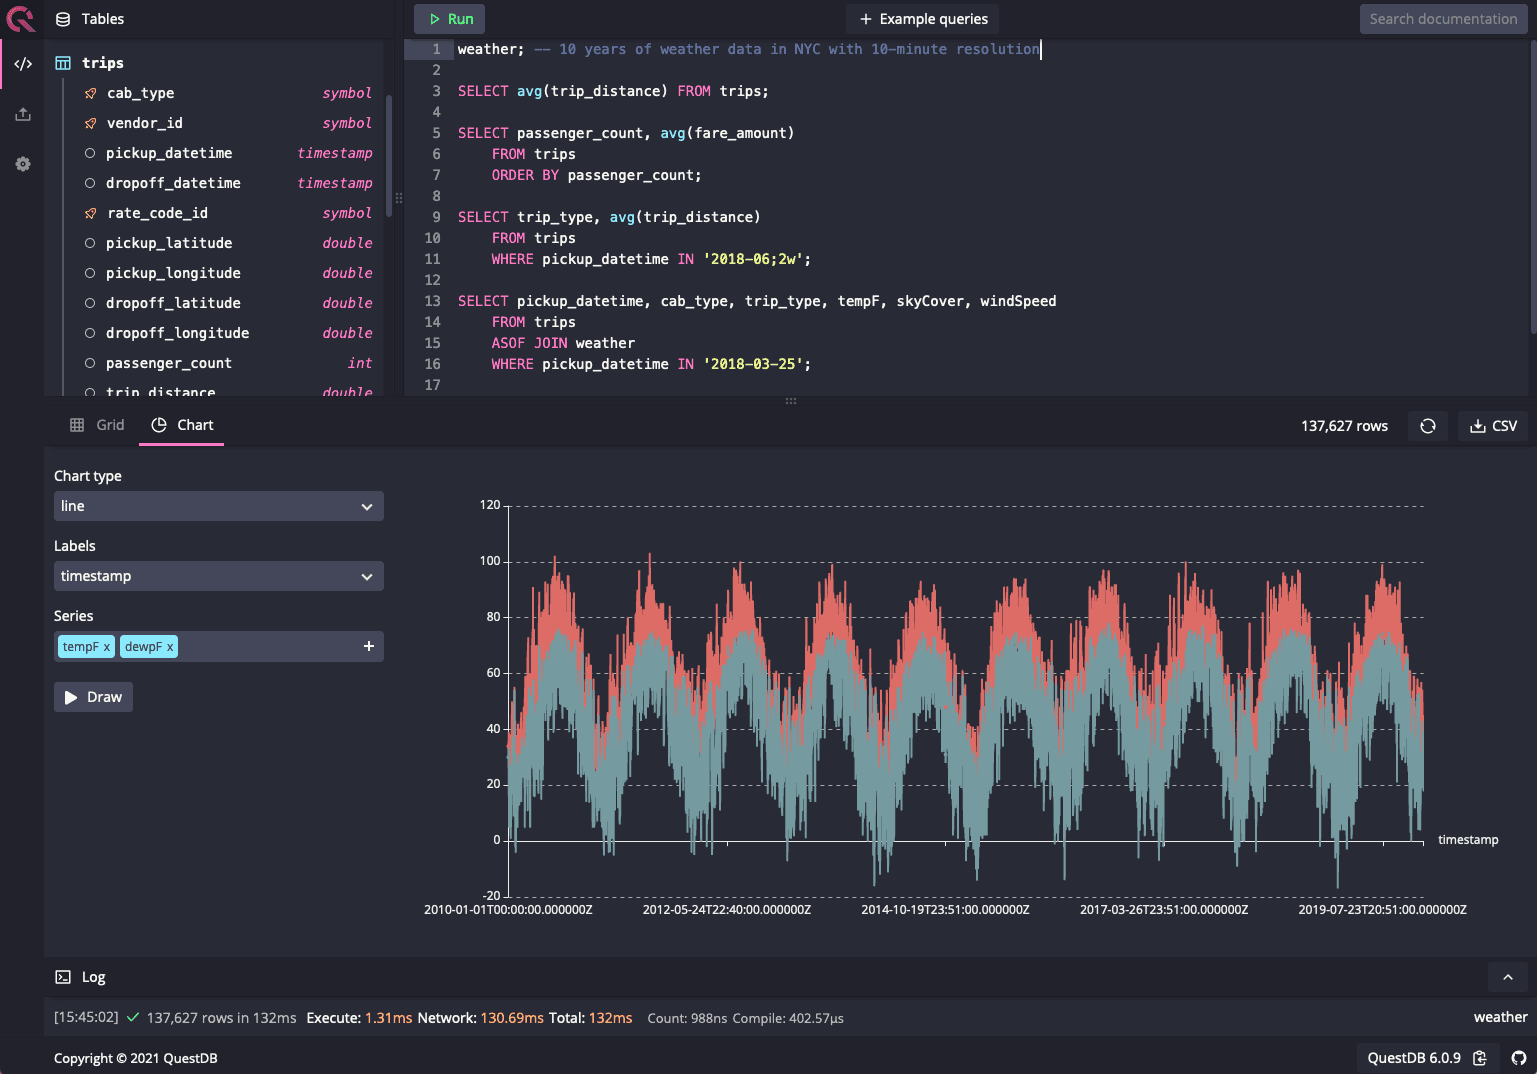 Tables
Run
Example queries
Search documentation
trips
cab_type symbol
vendor_id symbol
pickup_datetime timestamp
dropoff_datetime timestamp
rate_code_id symbol
pickup_latitude double
pickup_longitude double
dropoff_latitude double
dropoff_longitude double
passenger_count int
trip_distance double
1 weather; -- 10 years of weather data in NYC with 10-minute resolution
2
3 SELECT avg(trip_distance) FROM trips;
4
5 SELECT passenger_count, avg(fare_amount)
6 FROM trips
7 ORDER BY passenger_count;
8
9 SELECT trip_type, avg(trip_distance)
10 FROM trips
11 WHERE pickup_datetime IN '2018-06;2w';
12
13 SELECT pickup_datetime, cab_type, trip_type, tempF, skyCover, windSpeed
14 FROM trips
15 ASOF JOIN weather
16 WHERE pickup_datetime IN '2018-03-25';
17
Grid
Chart
137,627 rows
CSV
Chart type
line
Labels
timestamp
Series
tempF x dewpF x +
Draw
120
100
80
60
40
20
0
-20
timestamp
2010-01-01T00:00:00.000000Z
2012-05-24T22:40:00.000000Z
2014-10-19T23:51:00.000000Z
2017-03-26T23:51:00.000000Z
2019-07-23T20:51:00.000000Z
Log
[15:45:02] 137,627 rows in 132ms Execute: 1.31ms Network: 130.69ms Total: 132ms Count: 988ns Compile: 402.57µs
weather
Copyright © 2021 QuestDB
QuestDB 6.0.9